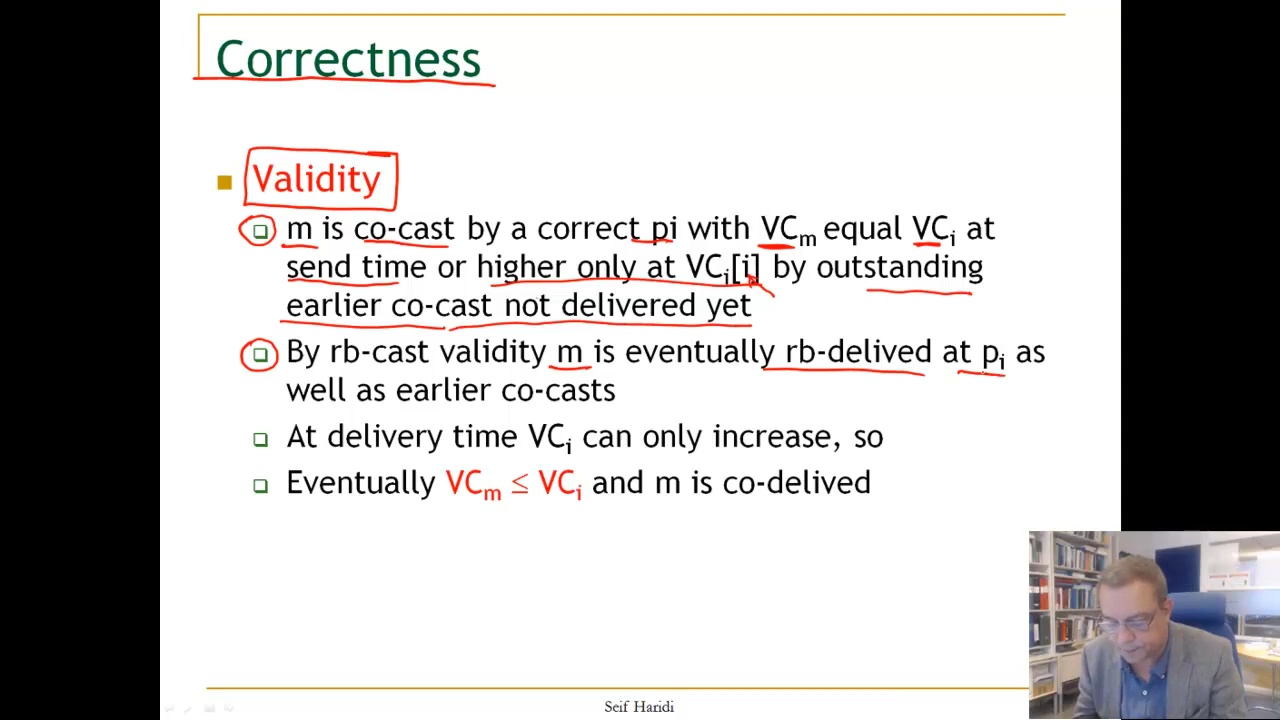 Correctness
Validity
m is co-cast by a correct pi with VCm equal VCi at
send time or higher only at VCi[i] by outstanding
earlier co-cast not delivered yet
By rb-cast validity m is eventually rb-delived at pi as
well as earlier co-casts
At delivery time VCi can only increase, so
Eventually VCm ≤ VCi and m is co-delived
Seif Haridi